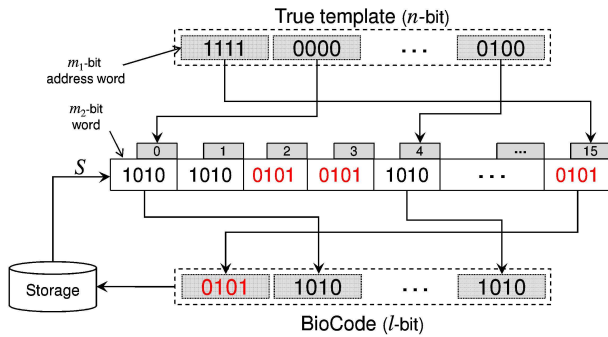 True template (n-bit)
1111 0000 ... 0100
m1-bit
address word
m2-bit
word
0 1 2 3 4 ... 15
S
1010 1010 0101 0101 1010 ... 0101
Storage
0101 1010 ... 1010
BioCode (l-bit)